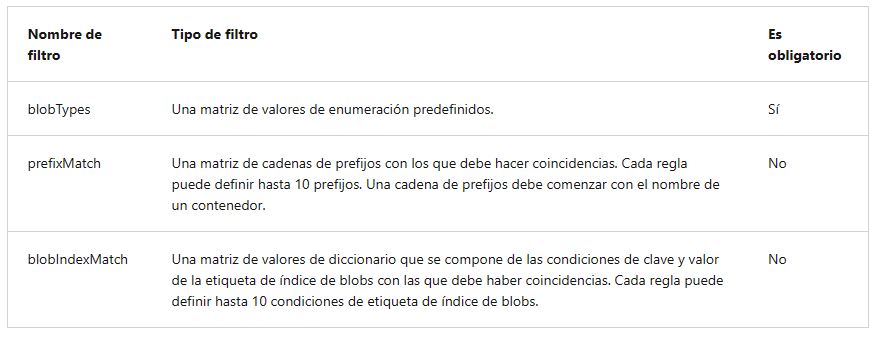 Nombre de filtro
Tipo de filtro
Es obligatorio
blobTypes
Una matriz de valores de enumeración predefinidos.
Sí
prefixMatch
Una matriz de cadenas de prefijos con los que debe hacer coincidencias. Cada regla
puede definir hasta 10 prefijos. Una cadena de prefijos debe comenzar con el nombre de
un contenedor.
No
blobIndexMatch
Una matriz de valores de diccionario que se compone de las condiciones de clave y valor
de la etiqueta de índice de blobs con las que debe haber coincidencias. Cada regla puede
definir hasta 10 condiciones de etiqueta de índice de blobs.
No